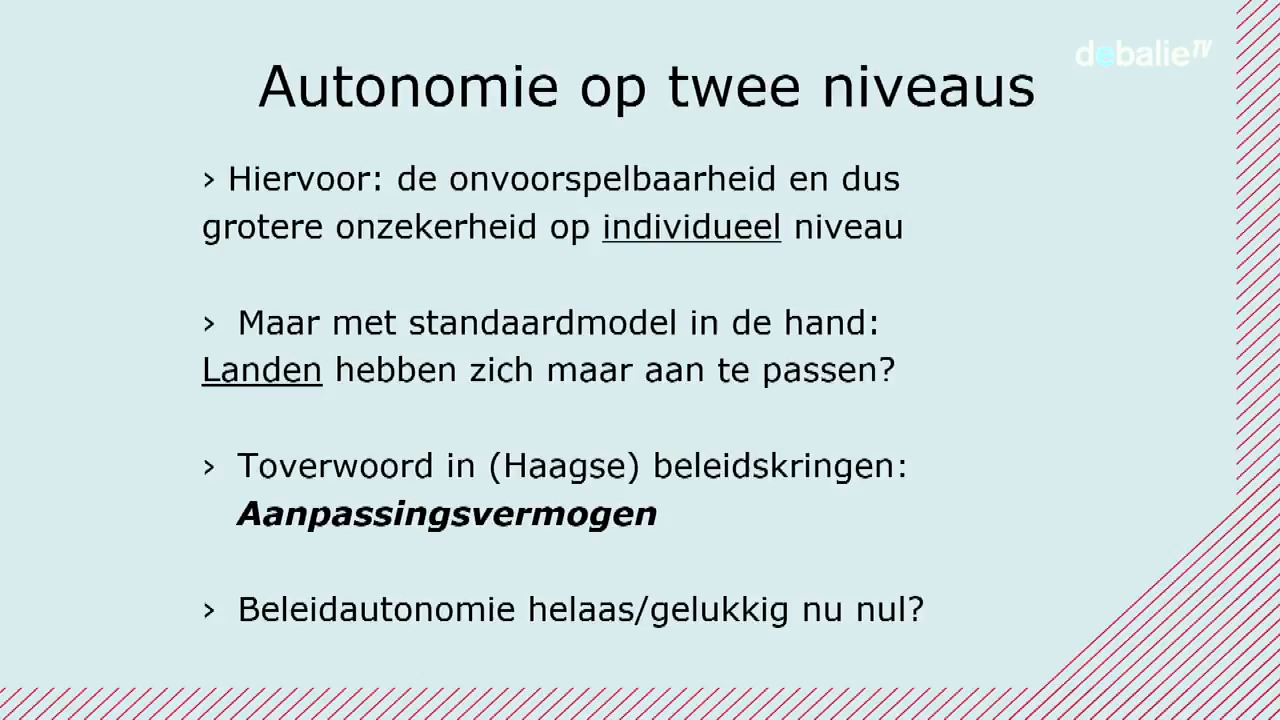 debalieTV
Autonomie op twee niveaus
› Hiervoor: de onvoorspelbaarheid en dus
grotere onzekerheid op individueel niveau
› Maar met standaardmodel in de hand:
Landen hebben zich maar aan te passen?
› Toverwoord in (Haagse) beleidskringen:
Aanpassingsvermogen
› Beleidautonomie helaas/gelukkig nu nul?